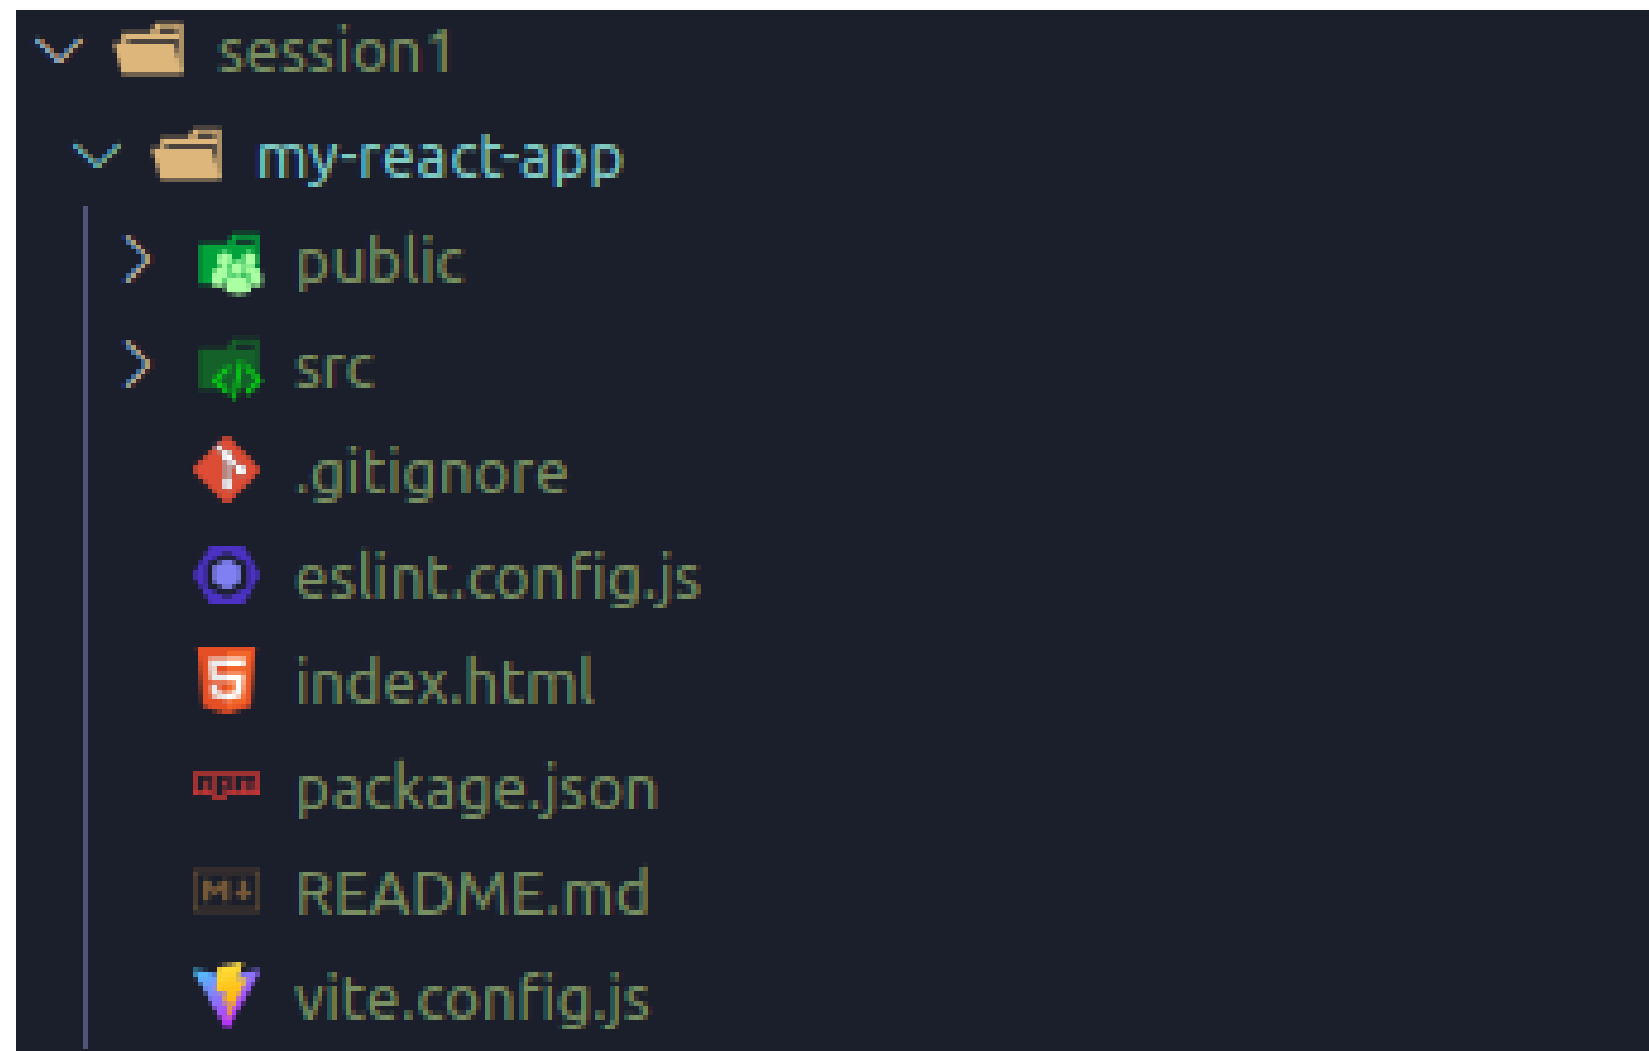 session1
my-react-app
public
src
.gitignore
eslint.config.js
index.html
npm package.json
M+ README.md
vite.config.js